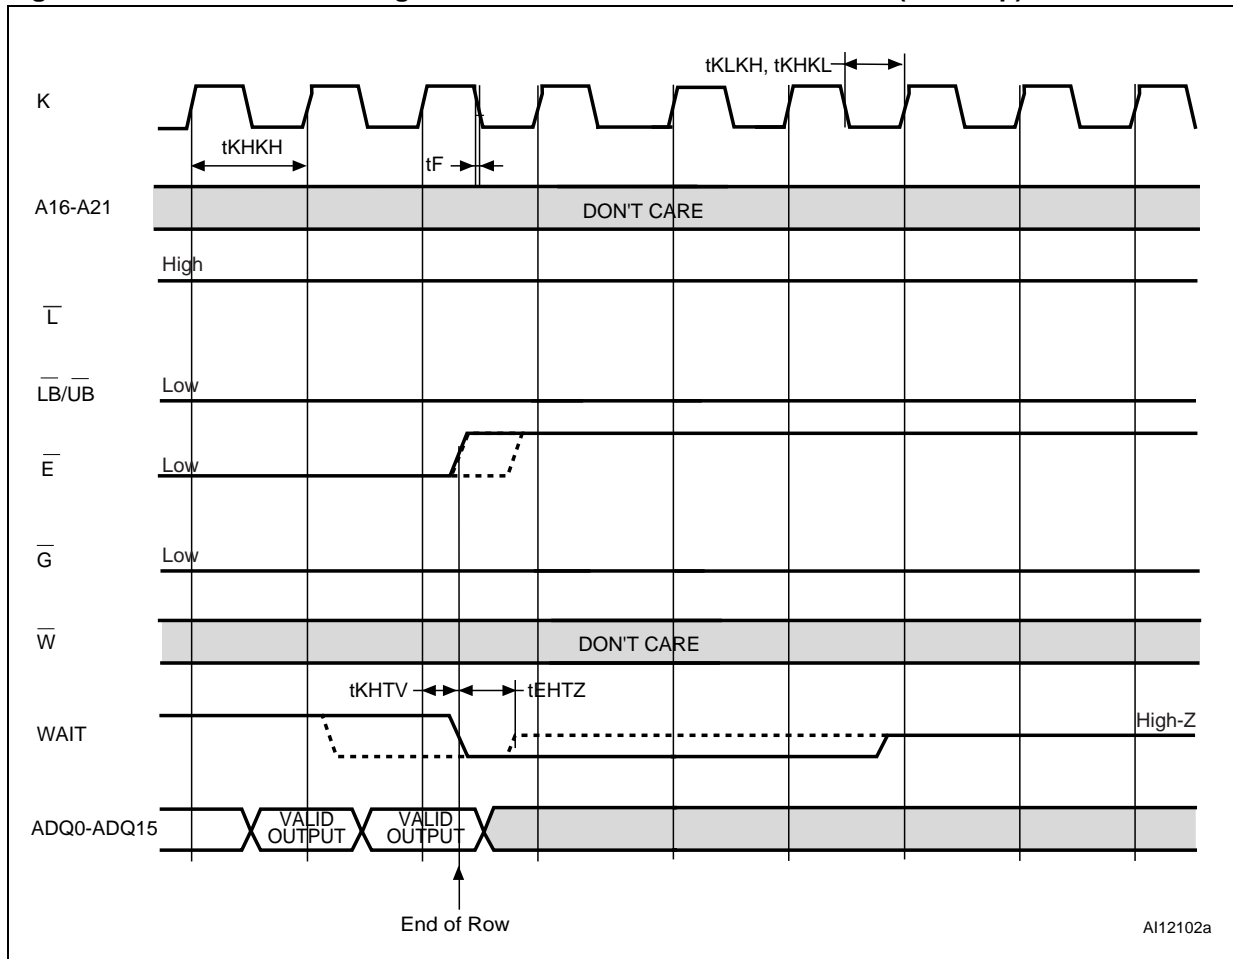 tKLKH, tKHKL
K
tKHKH
tF
A16-A21
DON'T CARE
High
L
LB/UB
Low
E
Low
G
Low
W
DON'T CARE
tKHTV
tEHTZ
WAIT
High-Z
ADQ0-ADQ15
VALID
OUTPUT
VALID
OUTPUT
End of Row
AI12102a